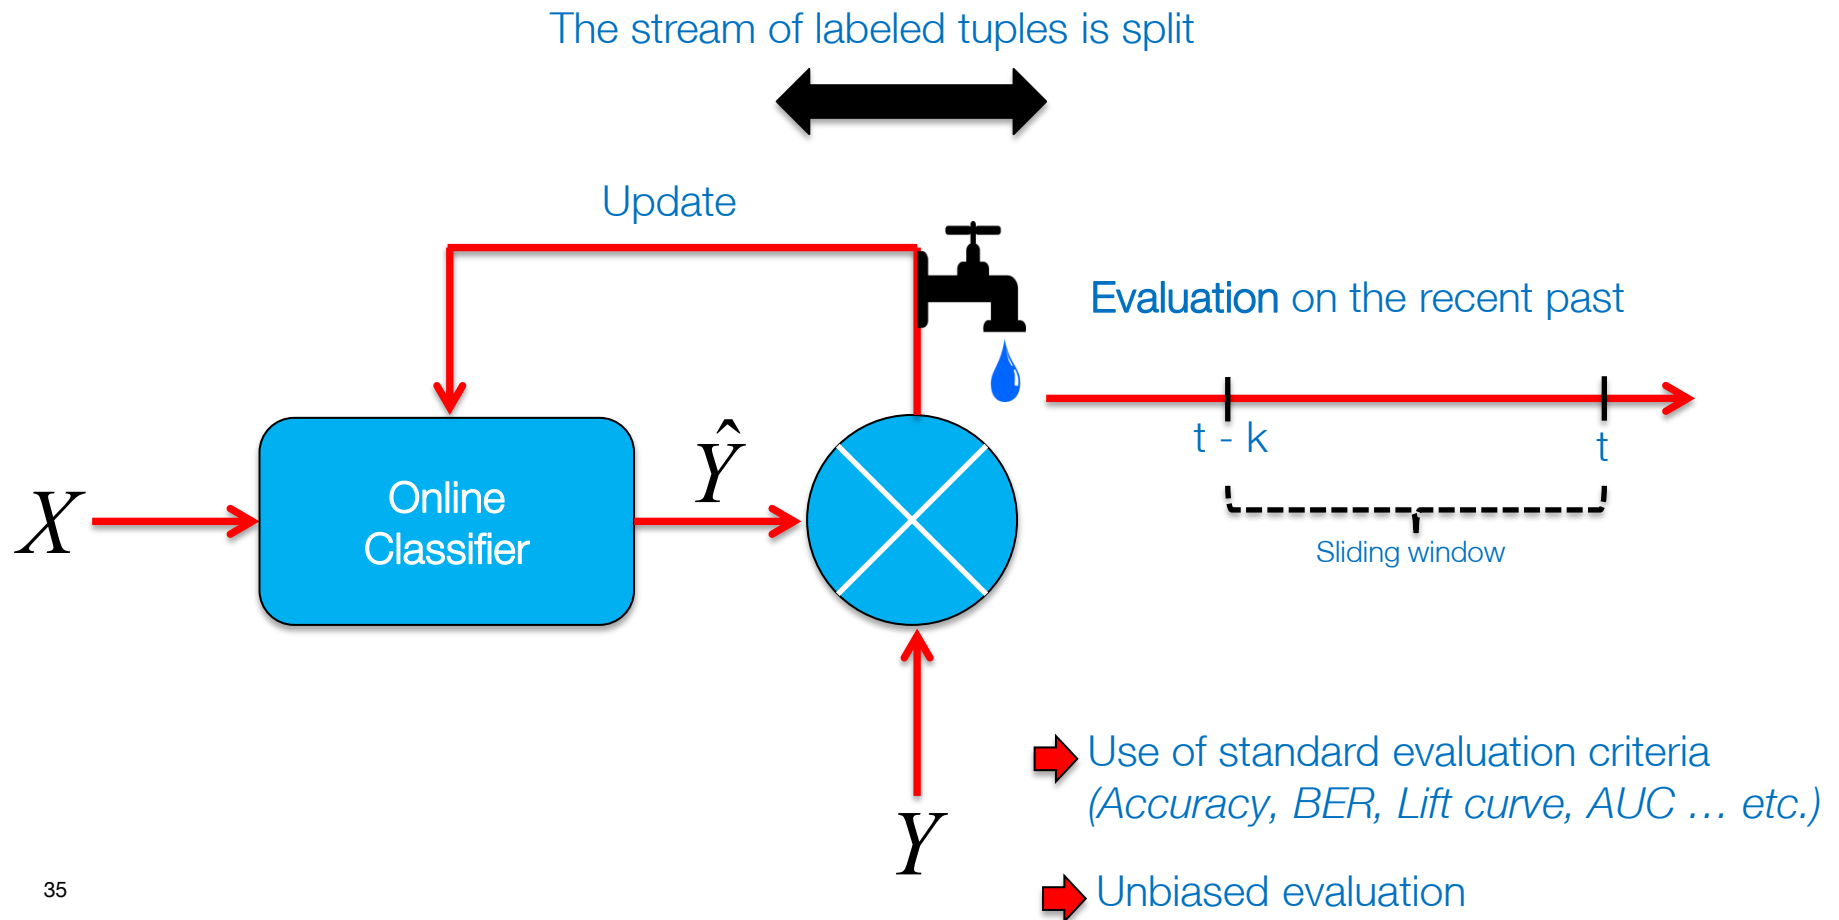 The stream of labeled tuples is split
Update
Evaluation on the recent past
t - k
t
Sliding window
X
Online
Classifier
Ŷ
Y
Use of standard evaluation criteria
(Accuracy, BER, Lift curve, AUC … etc.)
Unbiased evaluation
35